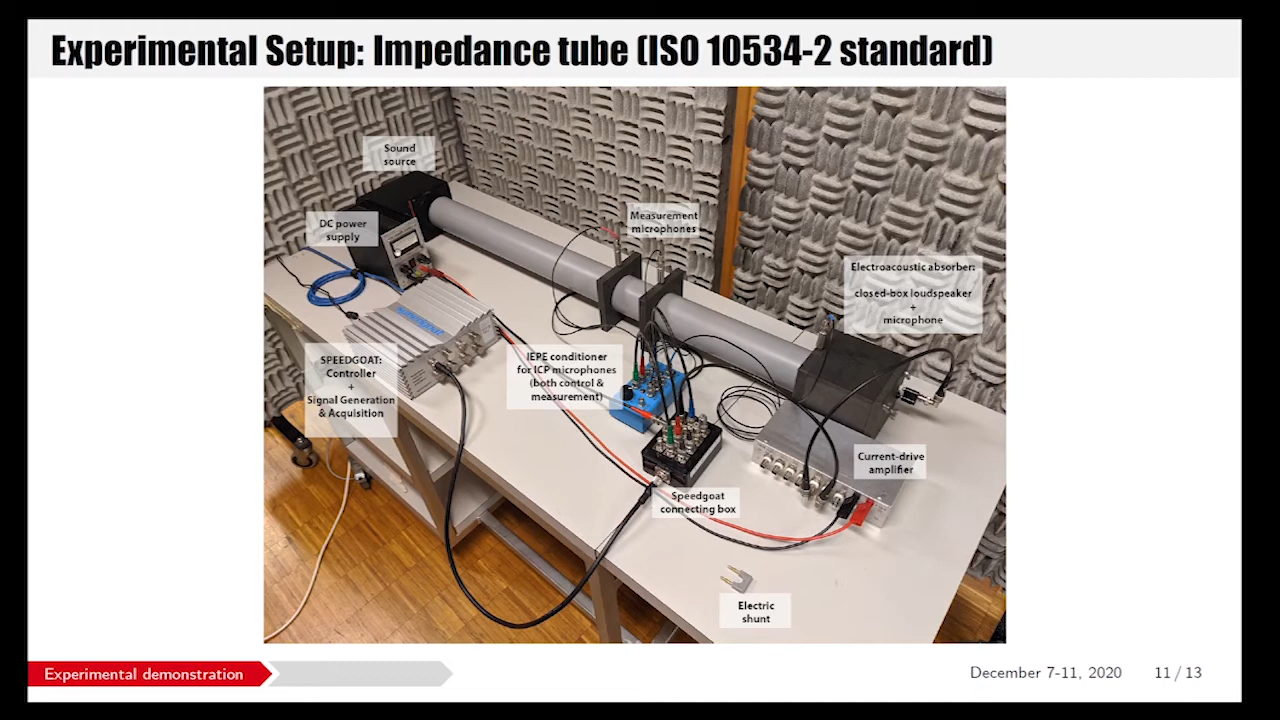 Experimental Setup: Impedance tube (ISO 10534-2 standard)
Sound
source
DC power
supply
Measurement
microphones
Electroacoustic absorber:
closed-box loudspeaker
+
microphone
SPEEDGOAT:
Controller
+
Signal Generation
& Acquisition
IEPE conditioner
for ICP microphones
(both control &
measurement)
Current-drive
amplifier
Speedgoat
connecting box
Electric
shunt
Experimental demonstration
December 7-11, 2020
11 / 13